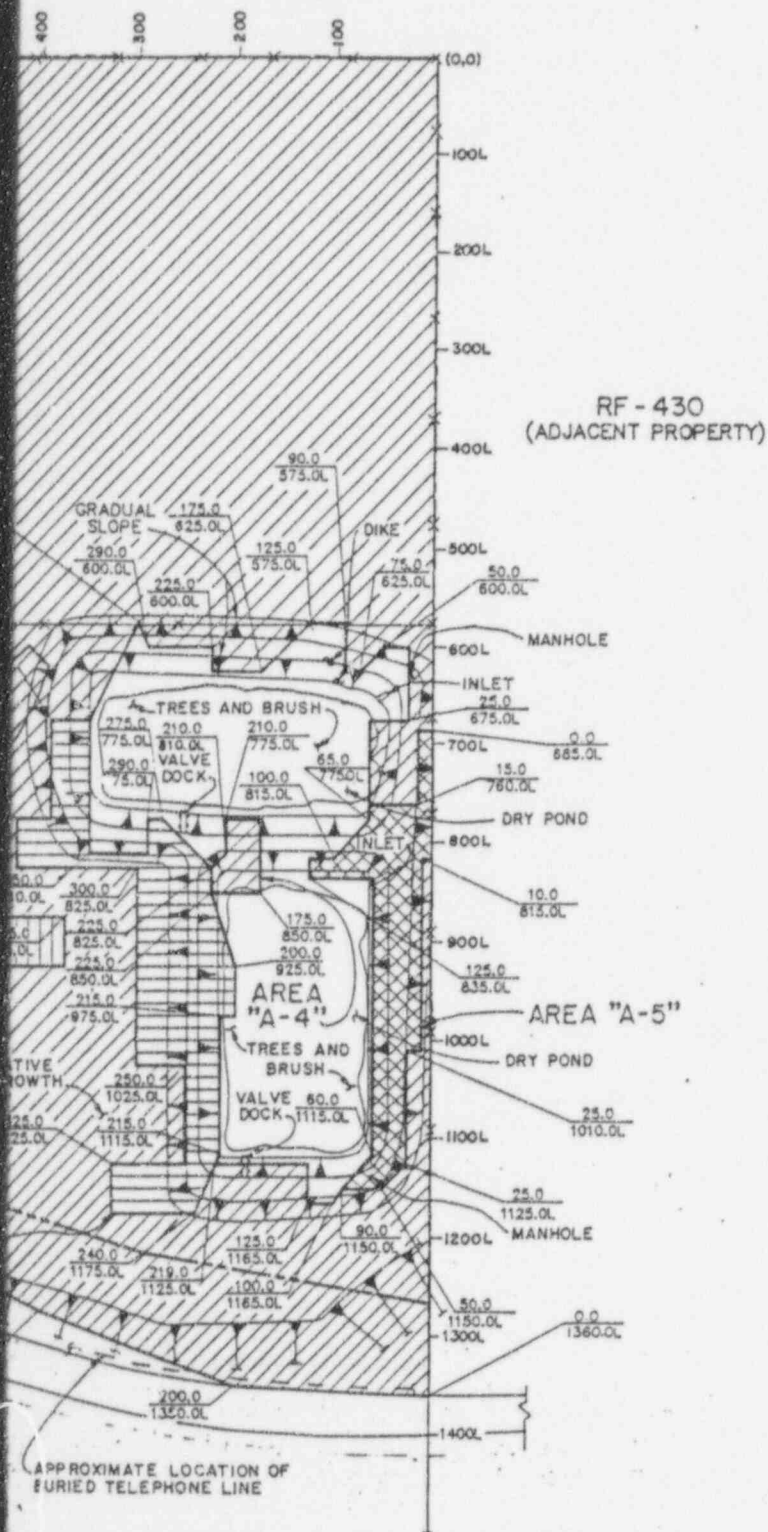 400
300
200
100
(0,0)
100L
200L
300L
RF-430
(ADJACENT PROPERTY)
400L
90.0
575.0L
GRADUAL
SLOPE
175.0
625.0L
DIKE
500L
290.0
600.0L
125.0
575.0L
75.0
625.0L
50.0
600.0L
225.0
600.0L
600L
MANHOLE
INLET
25.0
675.0L
TREES AND BRUSH
275.0
775.0L
210.0
810.0L
210.0
775.0L
700L
0.0
685.0L
VALVE
DOCK
290.0
75.0L
65.0
775.0L
100.0
815.0L
15.0
760.0L
DRY POND
INLET
800L
300.0
825.0L
10.0
815.0L
175.0
850.0L
225.0
825.0L
900L
200.0
925.0L
225.0
850.0L
125.0
835.0L
AREA
"A-4"
215.0
975.0L
AREA "A-5"
1000L
TREES AND
BRUSH
DRY POND
250.0
1025.0L
VALVE
DOCK
60.0
1115.0L
25.0
1010.0L
215.0
1115.0L
1100L
25.0
1125.0L
MANHOLE
1200L
240.0
1175.0L
219.0
1125.0L
125.0
1165.0L
90.0
1150.0L
100.0
1165.0L
50.0
1150.0L
0.0
1360.0L
1300L
200.0
1350.0L
1400L
APPROXIMATE LOCATION OF
BURIED TELEPHONE LINE